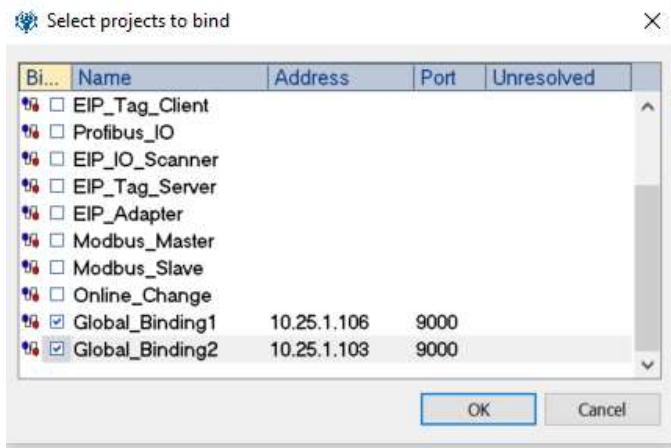 Select projects to bind
Bi... Name Address Port Unresolved
EIP_Tag_Client
Profibus_IO
EIP_IO_Scanner
EIP_Tag_Server
EIP_Adapter
Modbus_Master
Modbus_Slave
Online_Change
Global_Binding1 10.25.1.106 9000
Global_Binding2 10.25.1.103 9000
OK Cancel